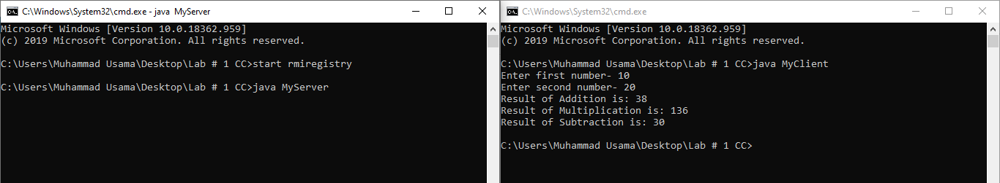 C:\Windows\System32\cmd.exe - java  MyServer
Microsoft Windows [Version 10.0.18362.959]
(c) 2019 Microsoft Corporation. All rights reserved.
C:\Users\Muhammad Usama\Desktop\Lab # 1 CC>start rmiregistry
C:\Users\Muhammad Usama\Desktop\Lab # 1 CC>java MyServer
C:\Windows\System32\cmd.exe
Microsoft Windows [Version 10.0.18362.959]
(c) 2019 Microsoft Corporation. All rights reserved.
C:\Users\Muhammad Usama\Desktop\Lab # 1 CC>java MyClient
Enter first number- 10
Enter second number- 20
Result of Addition is: 38
Result of Multiplication is: 136
Result of Subtraction is: 30
C:\Users\Muhammad Usama\Desktop\Lab # 1 CC>